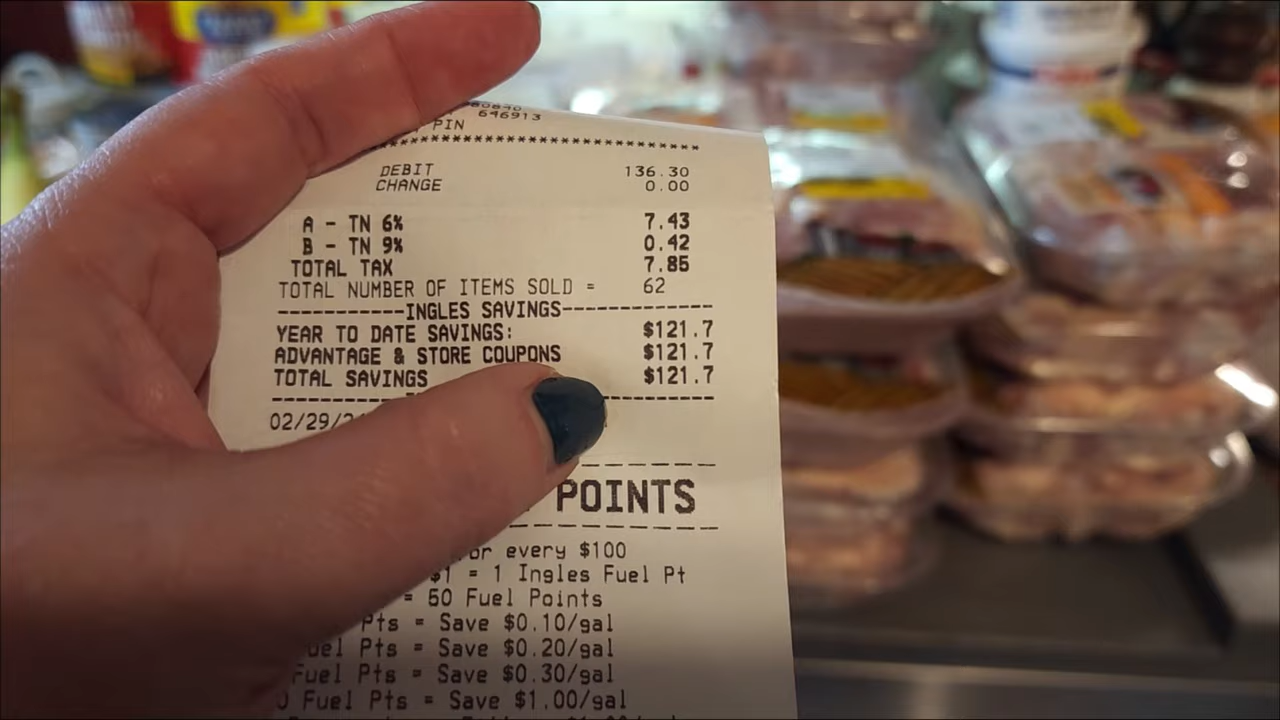 646913
PIN
************************************
DEBIT 136.30
CHANGE 0.00
A - TN 6% 7.43
B - TN 9% 0.42
TOTAL TAX 7.85
TOTAL NUMBER OF ITEMS SOLD = 62
-----------INGLES SAVINGS-------------
YEAR TO DATE SAVINGS: $121.7
ADVANTAGE & STORE COUPONS $121.7
TOTAL SAVINGS $121.7
02/29/2
POINTS
or every $100
$1 = 1 Ingles Fuel Pt
= 60 Fuel Points
Pts = Save $0.10/gal
uel Pts = Save $0.20/gal
Fuel Pts = Save $0.30/gal
0 Fuel Pts = Save $1.00/gal